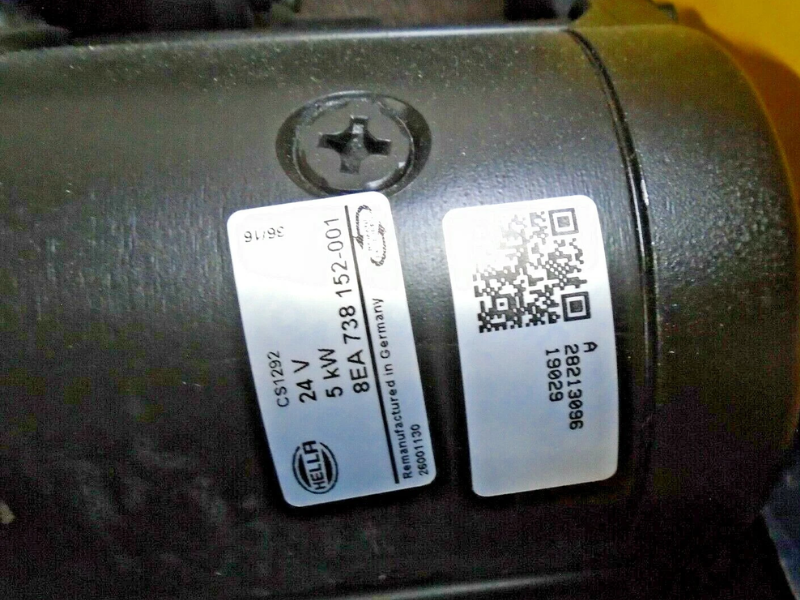 36/16
CS1292
24 V
5 kW
8EA 738 152-001
HELLA
Remanufactured in Germany
26001130
A
28213096
19029